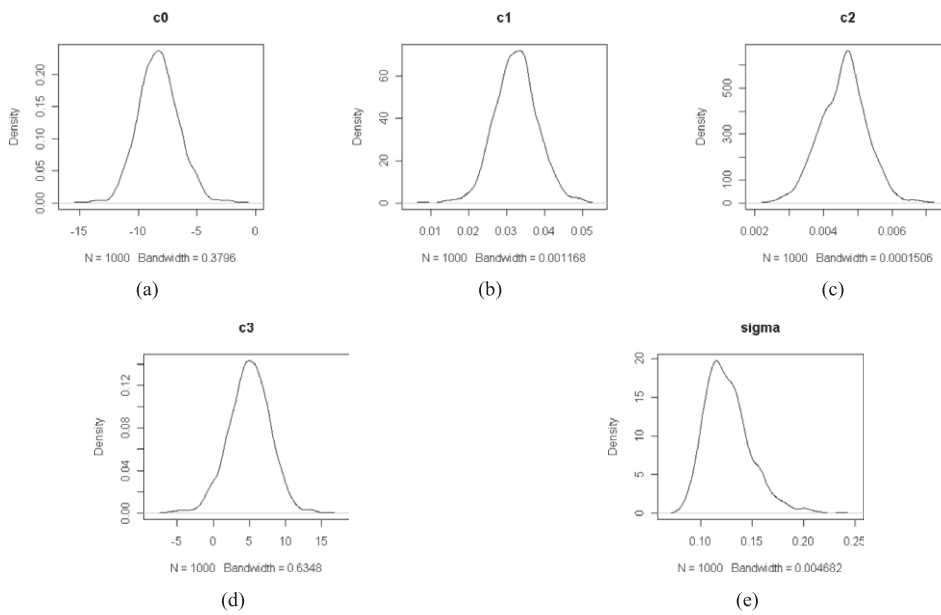 c0
Density
0.00 0.05 0.10 0.15 0.20
-15 -10 -5 0
N = 1000 Bandwidth = 0.3796
(a)
c1
Density
0 20 40 60
0.01 0.02 0.03 0.04 0.05
N = 1000 Bandwidth = 0.001168
(b)
c2
Density
0 100 300 500
0.002 0.004 0.006
N = 1000 Bandwidth = 0.0001506
(c)
c3
Density
0.00 0.04 0.08 0.12
-5 0 5 10 15
N = 1000 Bandwidth = 0.6348
(d)
sigma
Density
0 5 10 15 20
0.10 0.15 0.20 0.25
N = 1000 Bandwidth = 0.004682
(e)